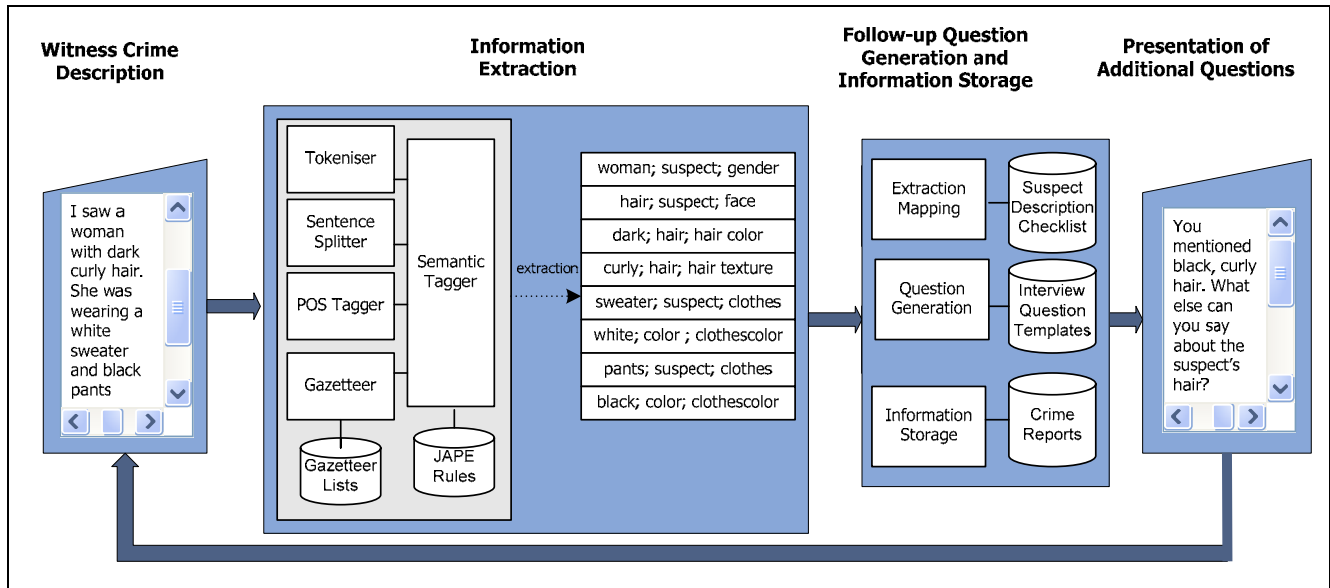 Witness Crime
Description
Information
Extraction
Follow-up Question
Generation and
Information Storage
Presentation of
Additional Questions
I saw a
woman
with dark
curly hair.
She was
wearing a
white
sweater
and black
pants
Tokeniser
Sentence
Splitter
POS Tagger
Gazetteer
Gazetteer
Lists
Semantic
Tagger
JAPE
Rules
extraction
woman; suspect; gender
hair; suspect; face
dark; hair; hair color
curly; hair; hair texture
sweater; suspect; clothes
white; color ; clothescolor
pants; suspect; clothes
black; color; clothescolor
Extraction
Mapping
Suspect
Description
Checklist
Question
Generation
Interview
Question
Templates
Information
Storage
Crime
Reports
You
mentioned
black, curly
hair. What
else can
you say
about the
suspect's
hair?